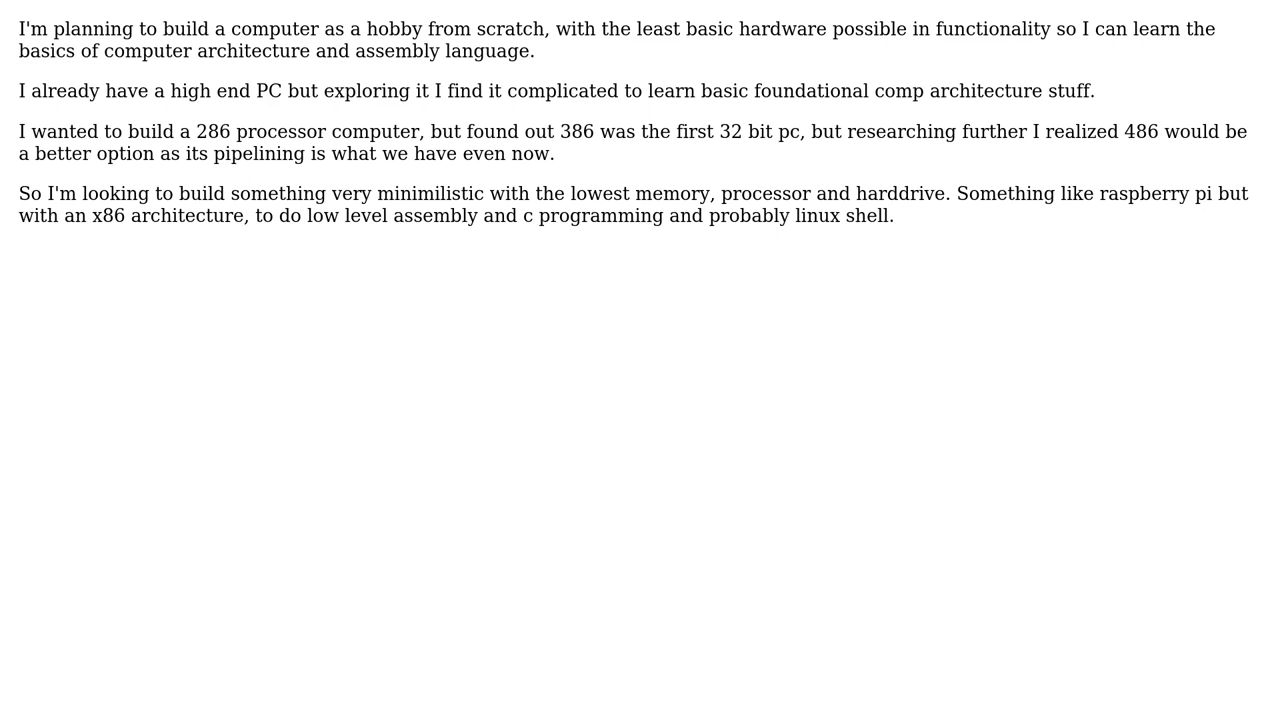 I'm planning to build a computer as a hobby from scratch, with the least basic hardware possible in functionality so I can learn the
basics of computer architecture and assembly language.
I already have a high end PC but exploring it I find it complicated to learn basic foundational comp architecture stuff.
I wanted to build a 286 processor computer, but found out 386 was the first 32 bit pc, but researching further I realized 486 would be
a better option as its pipelining is what we have even now.
So I'm looking to build something very minimilistic with the lowest memory, processor and harddrive. Something like raspberry pi but
with an x86 architecture, to do low level assembly and c programming and probably linux shell.